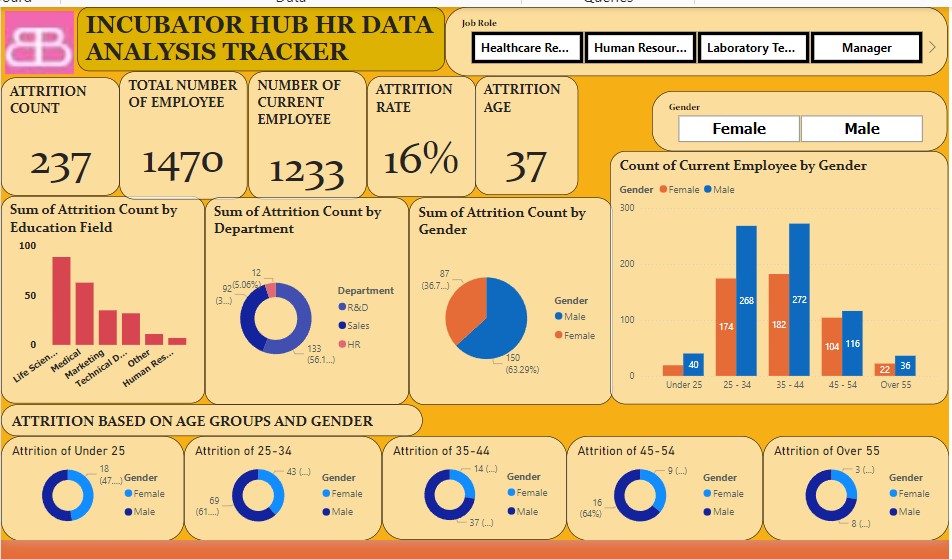 Data
Queries
INCUBATOR HUB HR DATA
ANALYSIS TRACKER
Job Role
Healthcare Re...
Human Resour...
Laboratory Te...
Manager
ATTRITION
COUNT
237
TOTAL NUMBER
OF EMPLOYEE
1470
NUMBER OF
CURRENT
EMPLOYEE
1233
ATTRITION
RATE
16%
ATTRITION
AGE
37
Gender
Female
Male
Sum of Attrition Count by
Education Field
100
50
0
Life Scien...
Medical
Marketing
Technical D...
Other
Human Res...
Sum of Attrition Count by
Department
12
(5.06%)
92
(3...)
133
(56.1...)
Department
R&D
Sales
HR
Sum of Attrition Count by
Gender
87
(36.7...)
150
(63.29%)
Gender
Male
Female
Count of Current Employee by Gender
Gender Female Male
300
200
100
0
40
174
268
182
272
104
116
22
36
Under 25
25 - 34
35 - 44
45 - 54
Over 55
ATTRITION BASED ON AGE GROUPS AND GENDER
Attrition of Under 25
18
(47....)
Gender
Female
Male
Attrition of 25-34
43 (...)
69
(61....)
Gender
Female
Male
Attrition of 35-44
14 (...)
37 (...)
Gender
Female
Male
Attrition of 45-54
9 (...)
16
(64%)
Gender
Female
Male
Attrition of Over 55
3 (...)
8 (...)
Gender
Female
Male